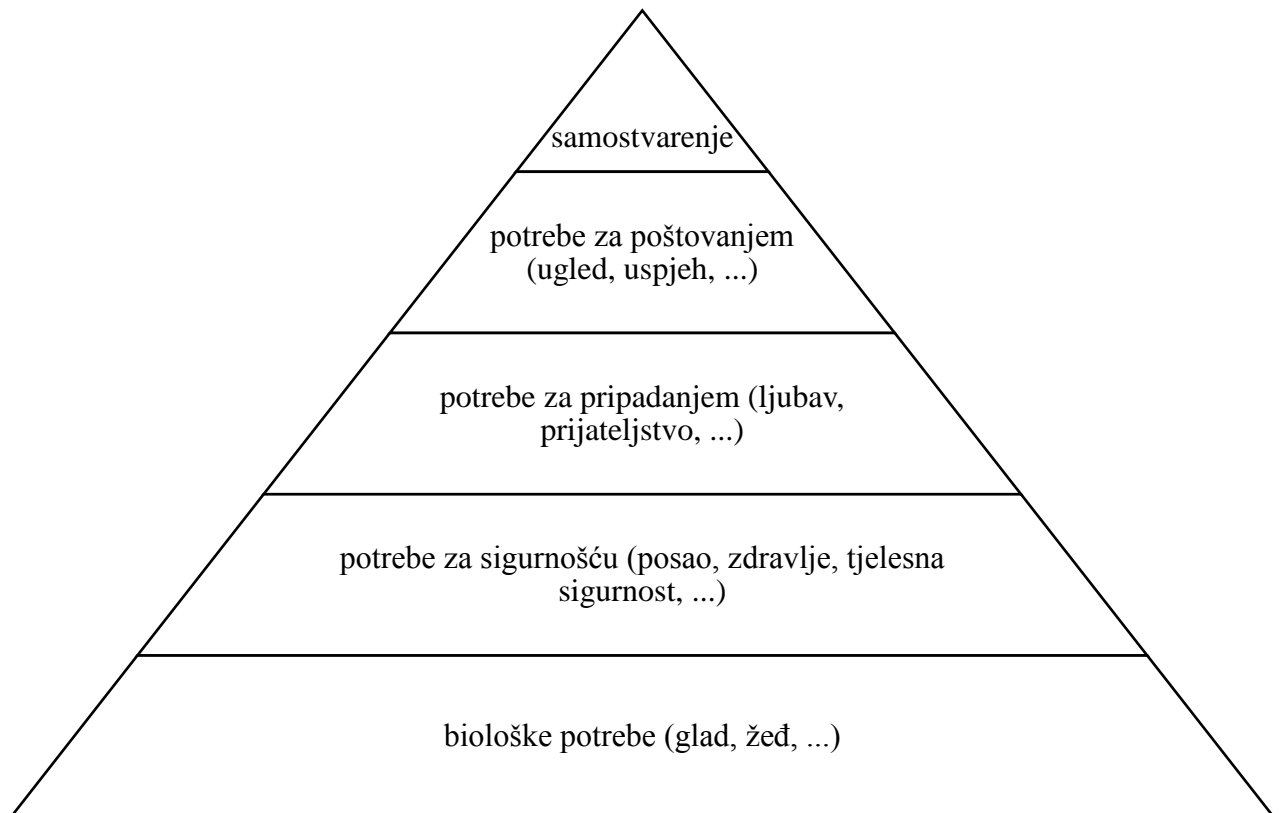 samostvarenje
potrebe za poštovanjem
(ugled, uspjeh, ...)
potrebe za pripadanjem (ljubav,
prijateljstvo, ...)
potrebe za sigurnošću (posao, zdravlje, tjelesna
sigurnost, ...)
biološke potrebe (glad, žeđ, ...)